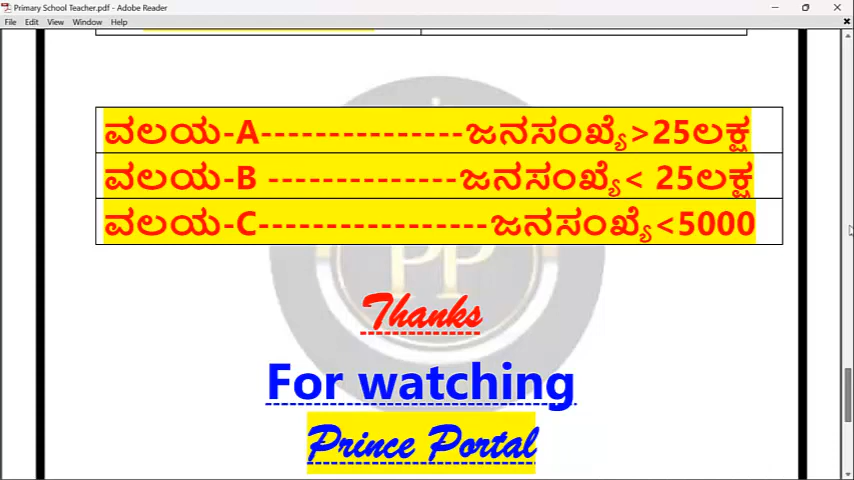 Primary School Teacher.pdf - Adobe Reader
File Edit View Window Help
ವಲಯ-A---------------ಜನಸಂಖ್ಯೆ>25ಲಕ್ಷ
ವಲಯ-B --------------ಜನಸಂಖ್ಯೆ< 25ಲಕ್ಷ
ವಲಯ-C-----------------ಜನಸಂಖ್ಯೆ<5000
PP
Thanks
For watching
Prince Portal